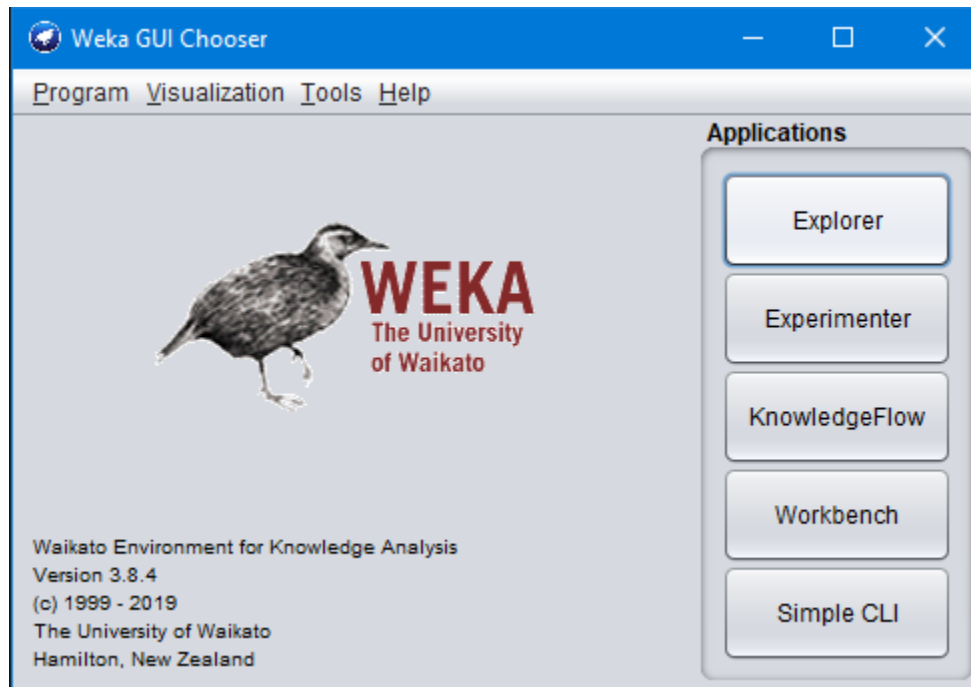 Weka GUI Chooser
Program Visualization Tools Help
Applications
Explorer
Experimenter
KnowledgeFlow
Workbench
Simple CLI
WEKA
The University
of Waikato
Waikato Environment for Knowledge Analysis
Version 3.8.4
(c) 1999 - 2019
The University of Waikato
Hamilton, New Zealand